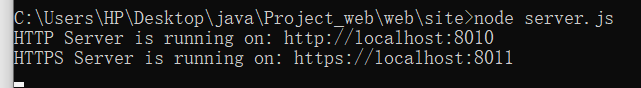 C:\Users\HP\Desktop\java\Project_web\web\site>node server.js
HTTP Server is running on: http://localhost:8010
HTTPS Server is running on: https://localhost:8011